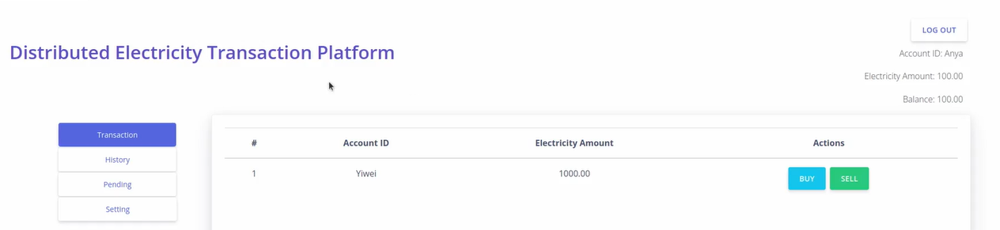 LOG OUT
Distributed Electricity Transaction Platform
Account ID: Anya
Electricity Amount: 100.00
Balance: 100.00
Transaction
History
Pending
Setting
# Account ID Electricity Amount Actions
1 Yiwei 1000.00 BUY SELL